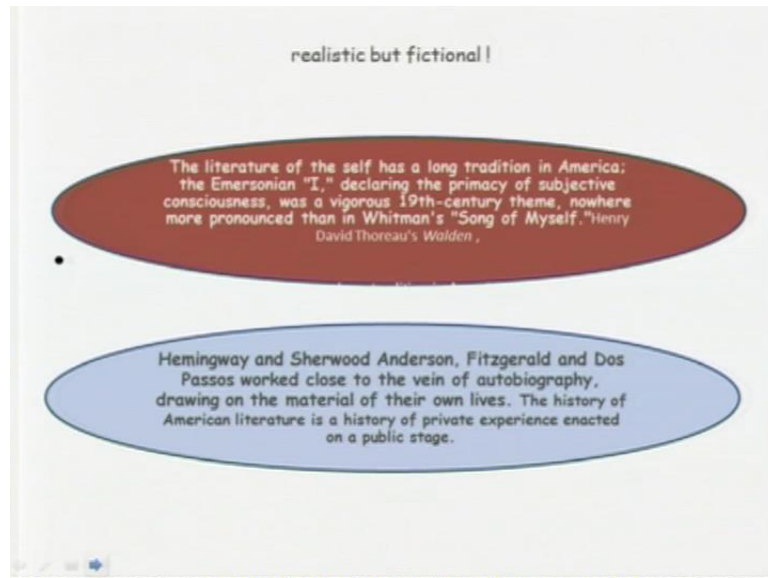 realistic but fictional !
The literature of the self has a long tradition in America;
the Emersonian "I," declaring the primacy of subjective
consciousness, was a vigorous 19th-century theme, nowhere
more pronounced than in Whitman's "Song of Myself."Henry
David Thoreau's Walden ,
Hemingway and Sherwood Anderson, Fitzgerald and Dos
Passos worked close to the vein of autobiography,
drawing on the material of their own lives. The history of
American literature is a history of private experience enacted
on a public stage.